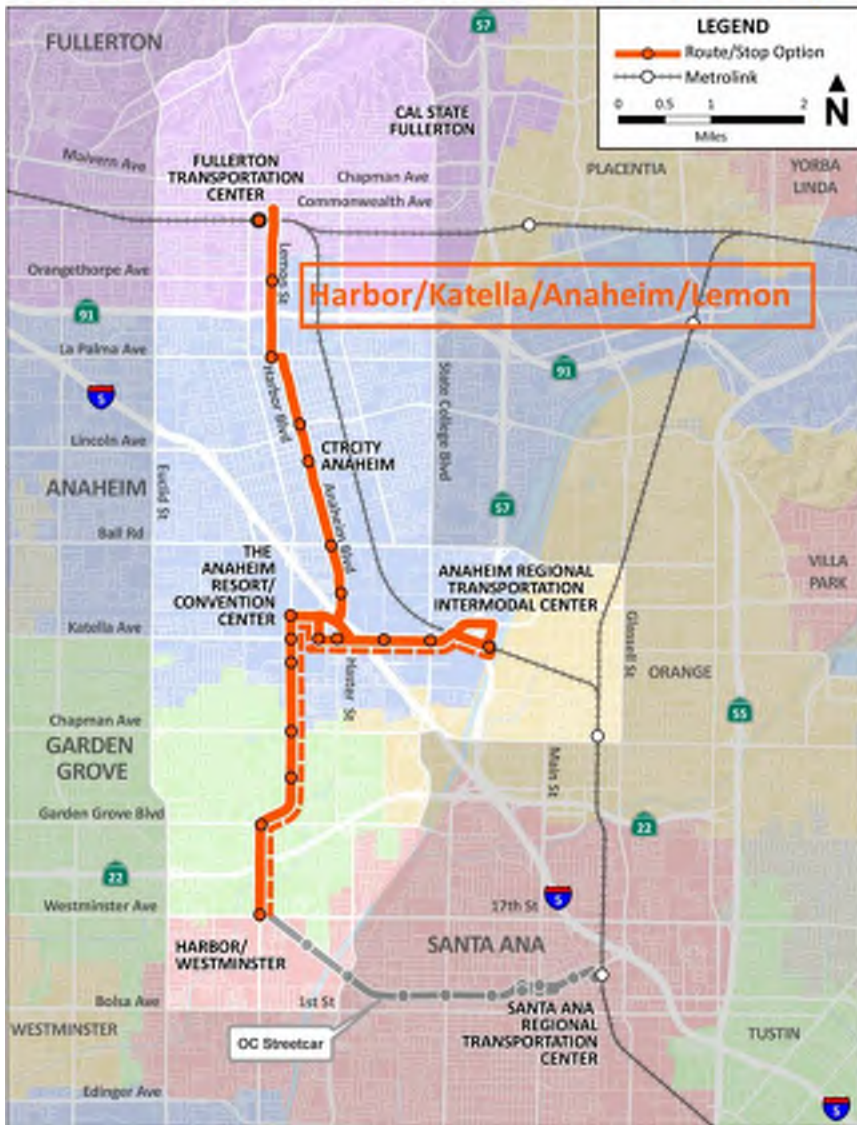 LEGEND
Route/Stop Option
Metrolink
0 0.5 1 2
Miles
N
57
FULLERTON
CAL STATE
FULLERTON
Malvern Ave
FULLERTON
TRANSPORTATION
CENTER
Chapman Ave
Commonwealth Ave
PLACENTIA
YORBA
LINDA
Orangethorpe Ave
Lemon St
Harbor/Katella/Anaheim/Lemon
91
La Palma Ave
5
Harbor Blvd
State College Blvd
91
Lincoln Ave
CTRCITY
ANAHEIM
ANAHEIM
Euclid St
Anaheim Blvd
57
Ball Rd
THE
ANAHEIM
RESORT/
CONVENTION
CENTER
ANAHEIM REGIONAL
TRANSPORTATION
INTERMODAL CENTER
VILLA
PARK
Katella Ave
Haster St
Glassell St
ORANGE
55
Chapman Ave
GARDEN
GROVE
Main St
Garden Grove Blvd
22
22
Westminster Ave
17th St
5
HARBOR/
WESTMINSTER
SANTA ANA
Bolsa Ave
1st St
SANTA ANA
REGIONAL
TRANSPORTATION
CENTER
WESTMINSTER
OC Streetcar
TUSTIN
Edinger Ave
5